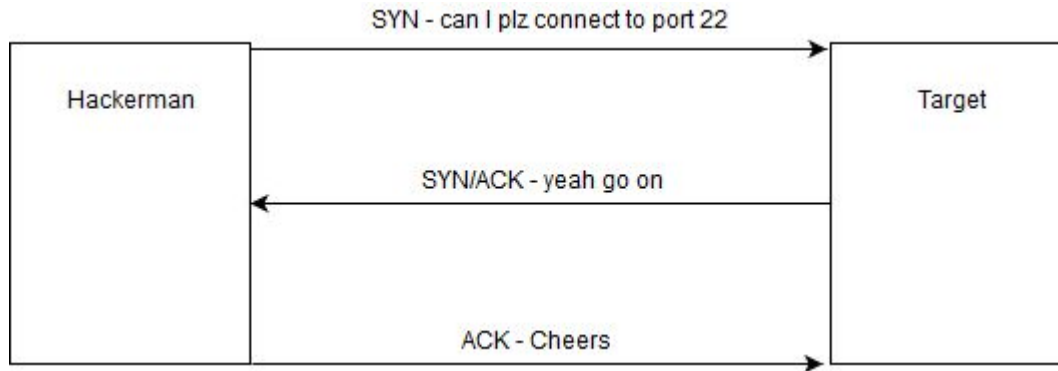 SYN - can I plz connect to port 22
Hackerman
Target
SYN/ACK - yeah go on
ACK - Cheers